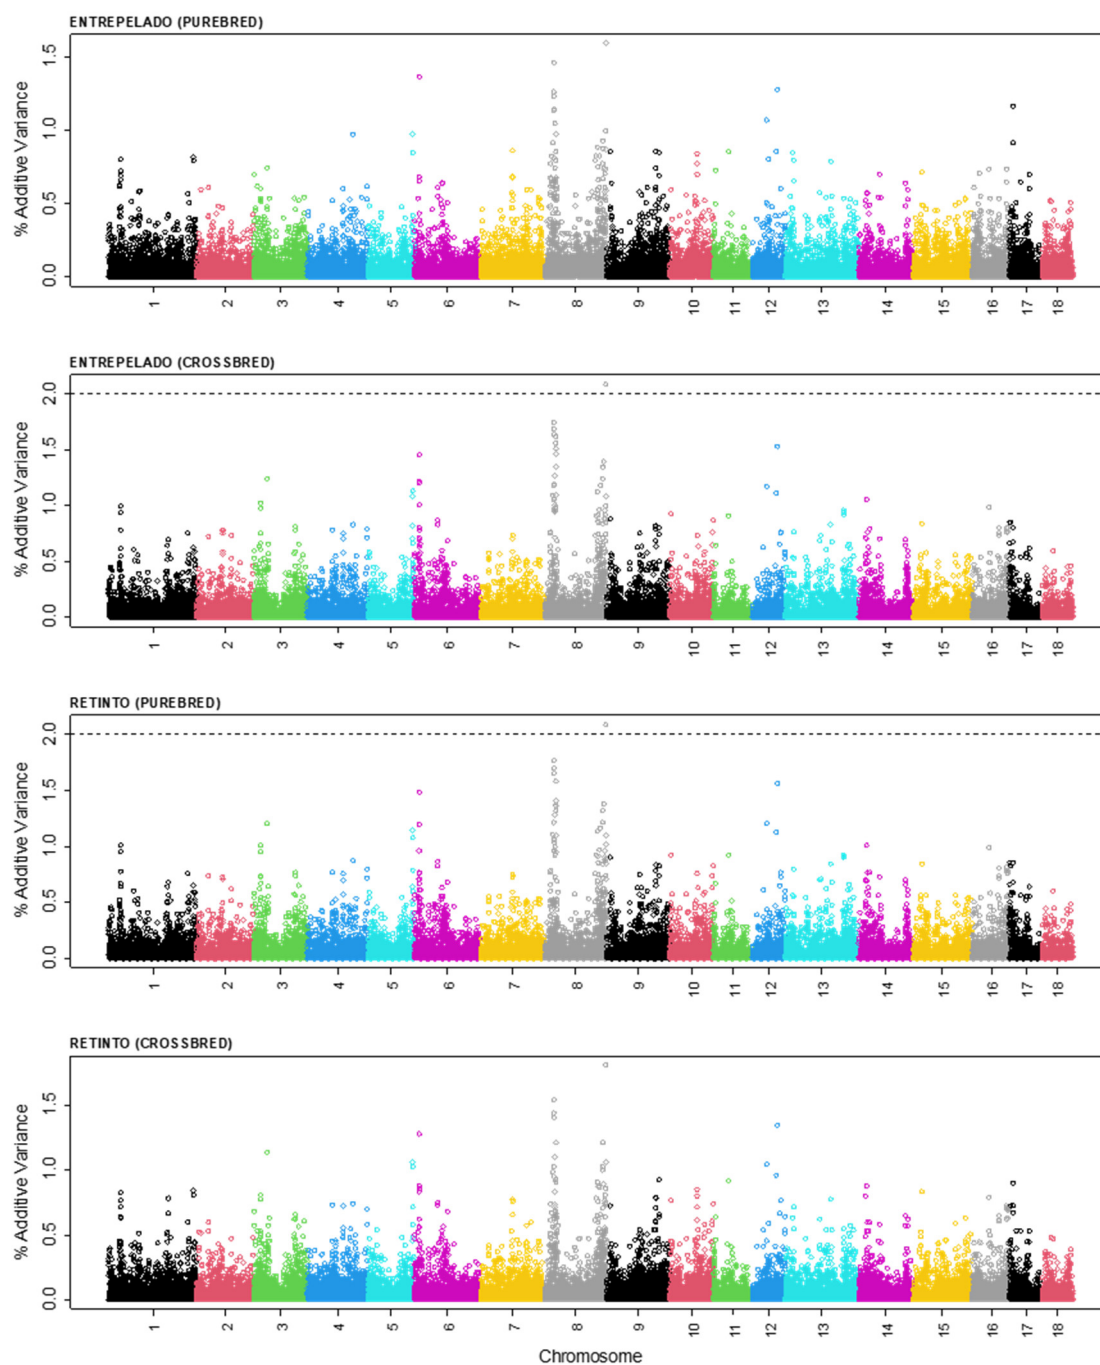 ENTREPELADO (PUREBRED)
% Additive Variance
0.0 0.5 1.0 1.5
1 2 3 4 5 6 7 8 9 10 11 12 13 14 15 16 17 18
ENTREPELADO (CROSSBRED)
% Additive Variance
0.0 0.5 1.0 1.5 2.0
1 2 3 4 5 6 7 8 9 10 11 12 13 14 15 16 17 18
RETINTO (PUREBRED)
% Additive Variance
0.0 0.5 1.0 1.5 2.0
1 2 3 4 5 6 7 8 9 10 11 12 13 14 15 16 17 18
RETINTO (CROSSBRED)
% Additive Variance
0.0 0.5 1.0 1.5
1 2 3 4 5 6 7 8 9 10 11 12 13 14 15 16 17 18
Chromosome